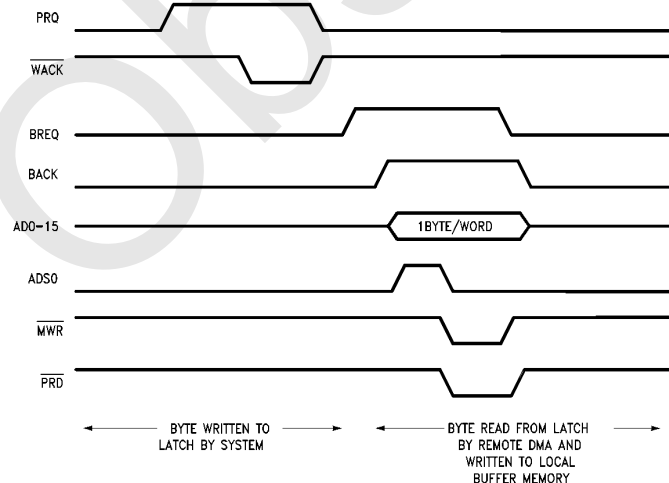 PRQ
WACK
BREQ
BACK
AD0-15
1BYTE/WORD
ADS0
MWR
PRD
BYTE WRITTEN TO
LATCH BY SYSTEM
BYTE READ FROM LATCH
BY REMOTE DMA AND
WRITTEN TO LOCAL
BUFFER MEMORY